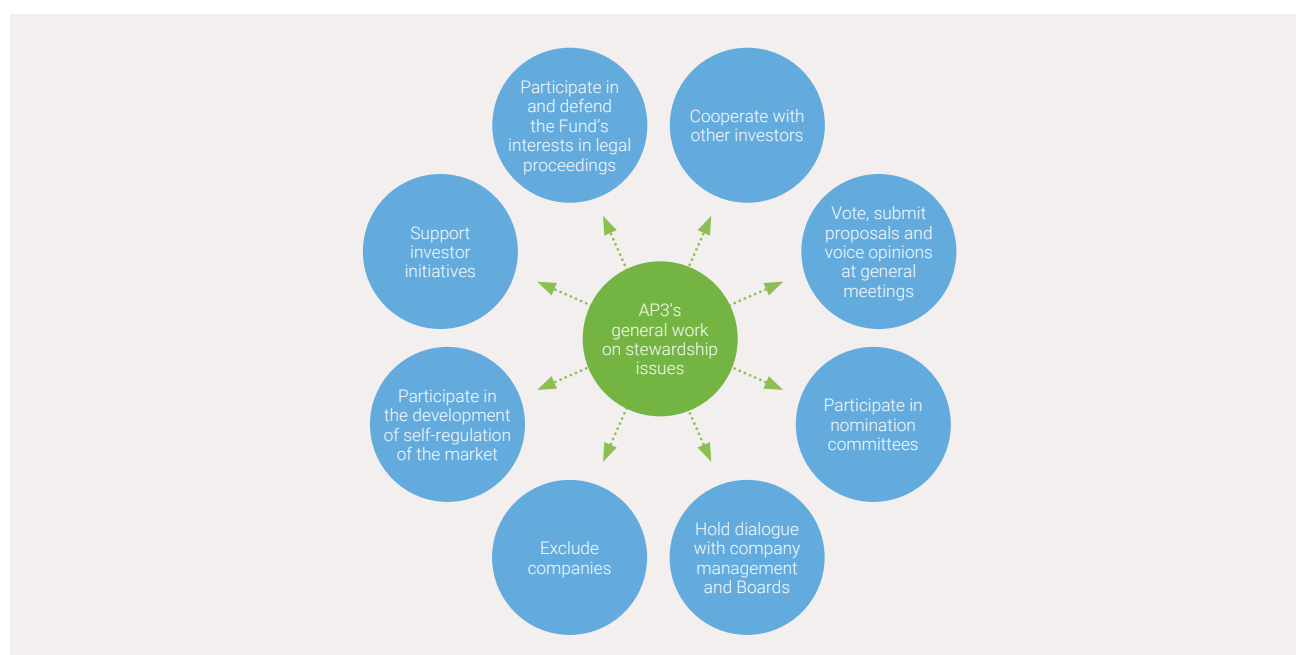 Participate in
and defend
the Fund's
interests in legal
proceedings
Cooperate with
other investors
Vote, submit
proposals and
voice opinions
at general
meetings
Participate in
nomination
committees
Hold dialogue
with company
management
and Boards
Exclude
companies
Participate in
the development
of self-regulation
of the market
Support
investor
initiatives
AP3's
general work
on stewardship
issues